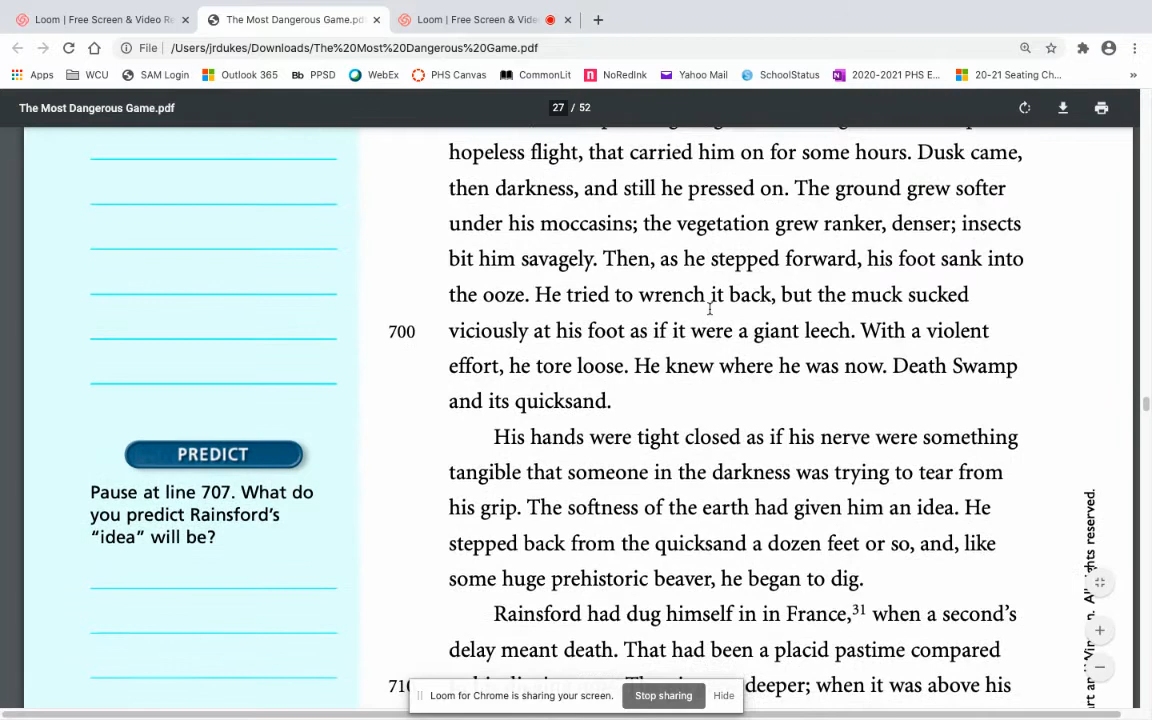 Loom | Free Screen & Video Re
The Most Dangerous Game.pdf
Loom | Free Screen & Vide
File
/Users/jrdukes/Downloads/The%20Most%20Dangerous%20Game.pdf
Apps
WCU
SAM Login
Outlook 365
Bb PPSD
WebEx
PHS Canvas
CommonLit
NoRedInk
Yahoo Mail
SchoolStatus
2020-2021 PHS E...
20-21 Seating Ch...
»
The Most Dangerous Game.pdf
27 / 52
hopeless flight, that carried him on for some hours. Dusk came,
then darkness, and still he pressed on. The ground grew softer
under his moccasins; the vegetation grew ranker, denser; insects
bit him savagely. Then, as he stepped forward, his foot sank into
the ooze. He tried to wrench it back, but the muck sucked
700 viciously at his foot as if it were a giant leech. With a violent
effort, he tore loose. He knew where he was now. Death Swamp
and its quicksand.
His hands were tight closed as if his nerve were something
tangible that someone in the darkness was trying to tear from
his grip. The softness of the earth had given him an idea. He
stepped back from the quicksand a dozen feet or so, and, like
some huge prehistoric beaver, he began to dig.
Rainsford had dug himself in in France,³¹ when a second's
delay meant death. That had been a placid pastime compared
deeper; when it was above his
PREDICT
Pause at line 707. What do
you predict Rainsford's
"idea" will be?
ts reserved.
Loom for Chrome is sharing your screen.
Stop sharing
Hide